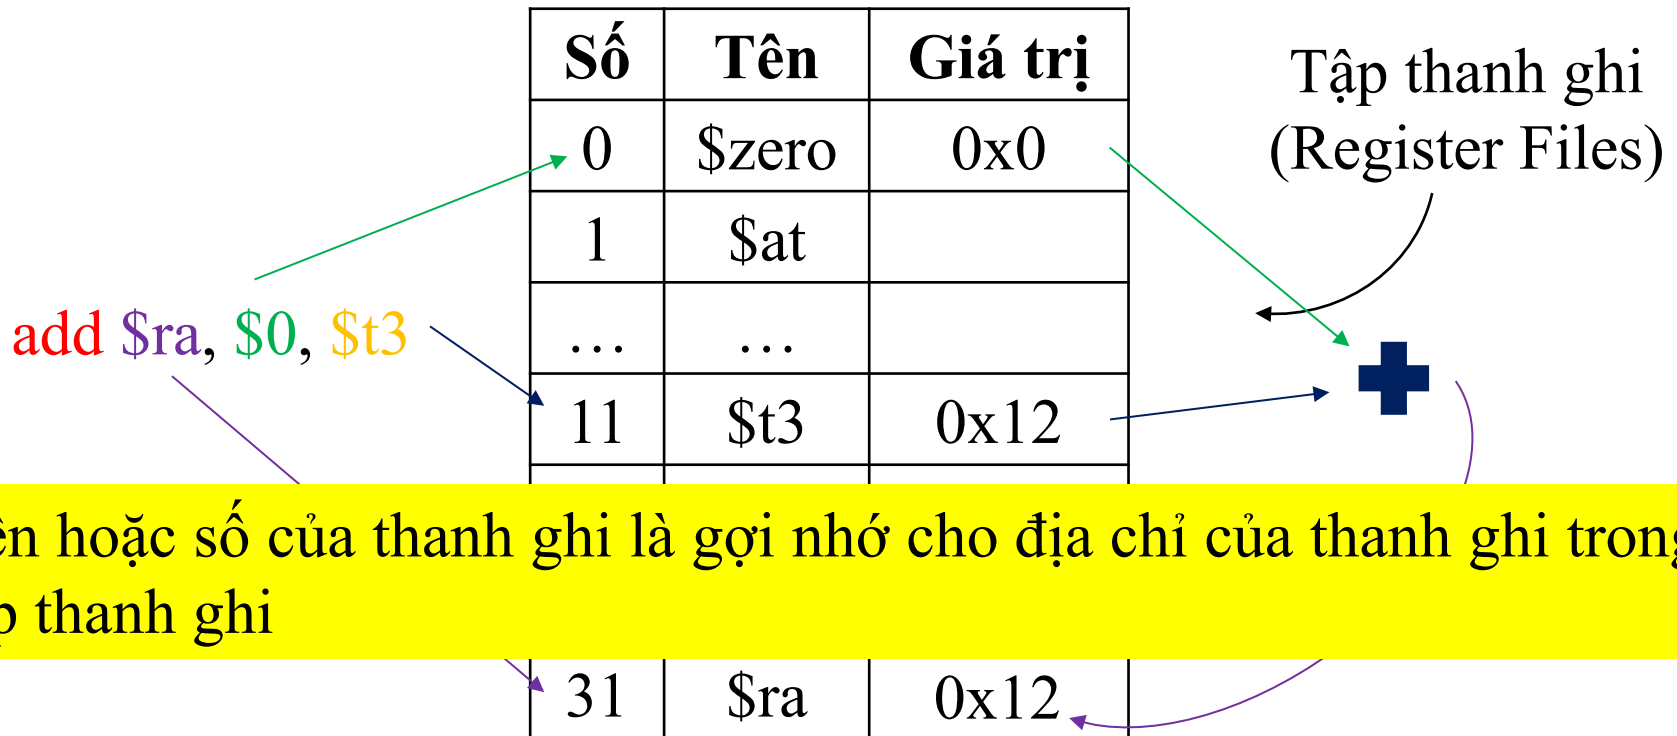 Số Tên Giá trị
Tập thanh ghi
(Register Files)
0 $zero 0x0
1 $at
add $ra, $0, $t3
… …
11 $t3 0x12
hoặc số của thanh ghi là gợi nhớ cho địa chỉ của thanh ghi trong
thanh ghi
31 $ra 0x12